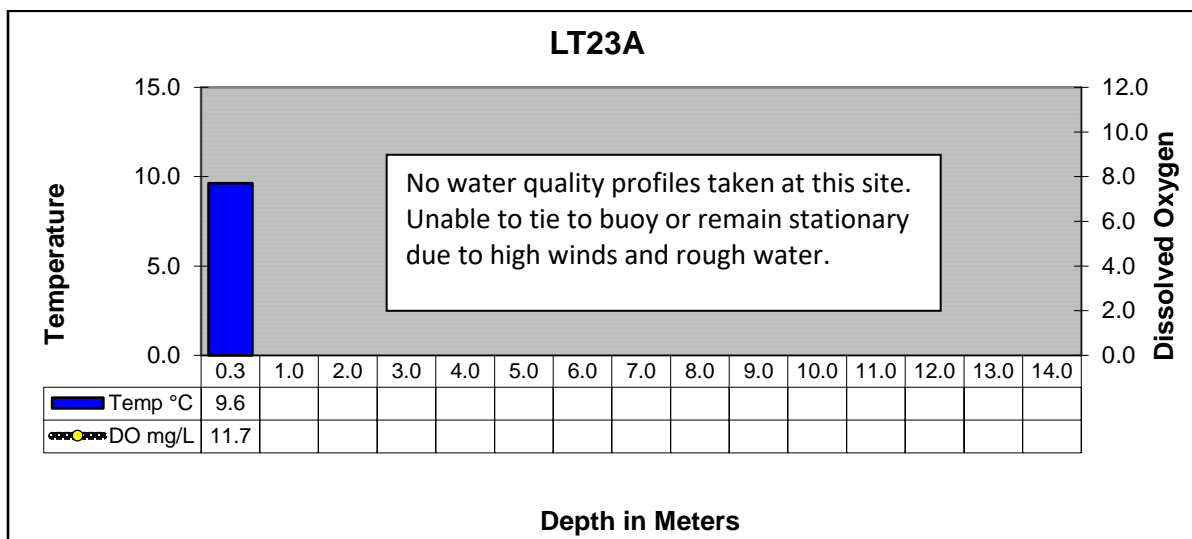 LT23A
Temperature
15.0
10.0
5.0
0.0
No water quality profiles taken at this site.
Unable to tie to buoy or remain stationary
due to high winds and rough water.
12.0
10.0
8.0
6.0
4.0
2.0
0.0
Dissolved Oxygen
0.3 1.0 2.0 3.0 4.0 5.0 6.0 7.0 8.0 9.0 10.0 11.0 12.0 13.0 14.0
Temp °C 9.6
DO mg/L 11.7
Depth in Meters